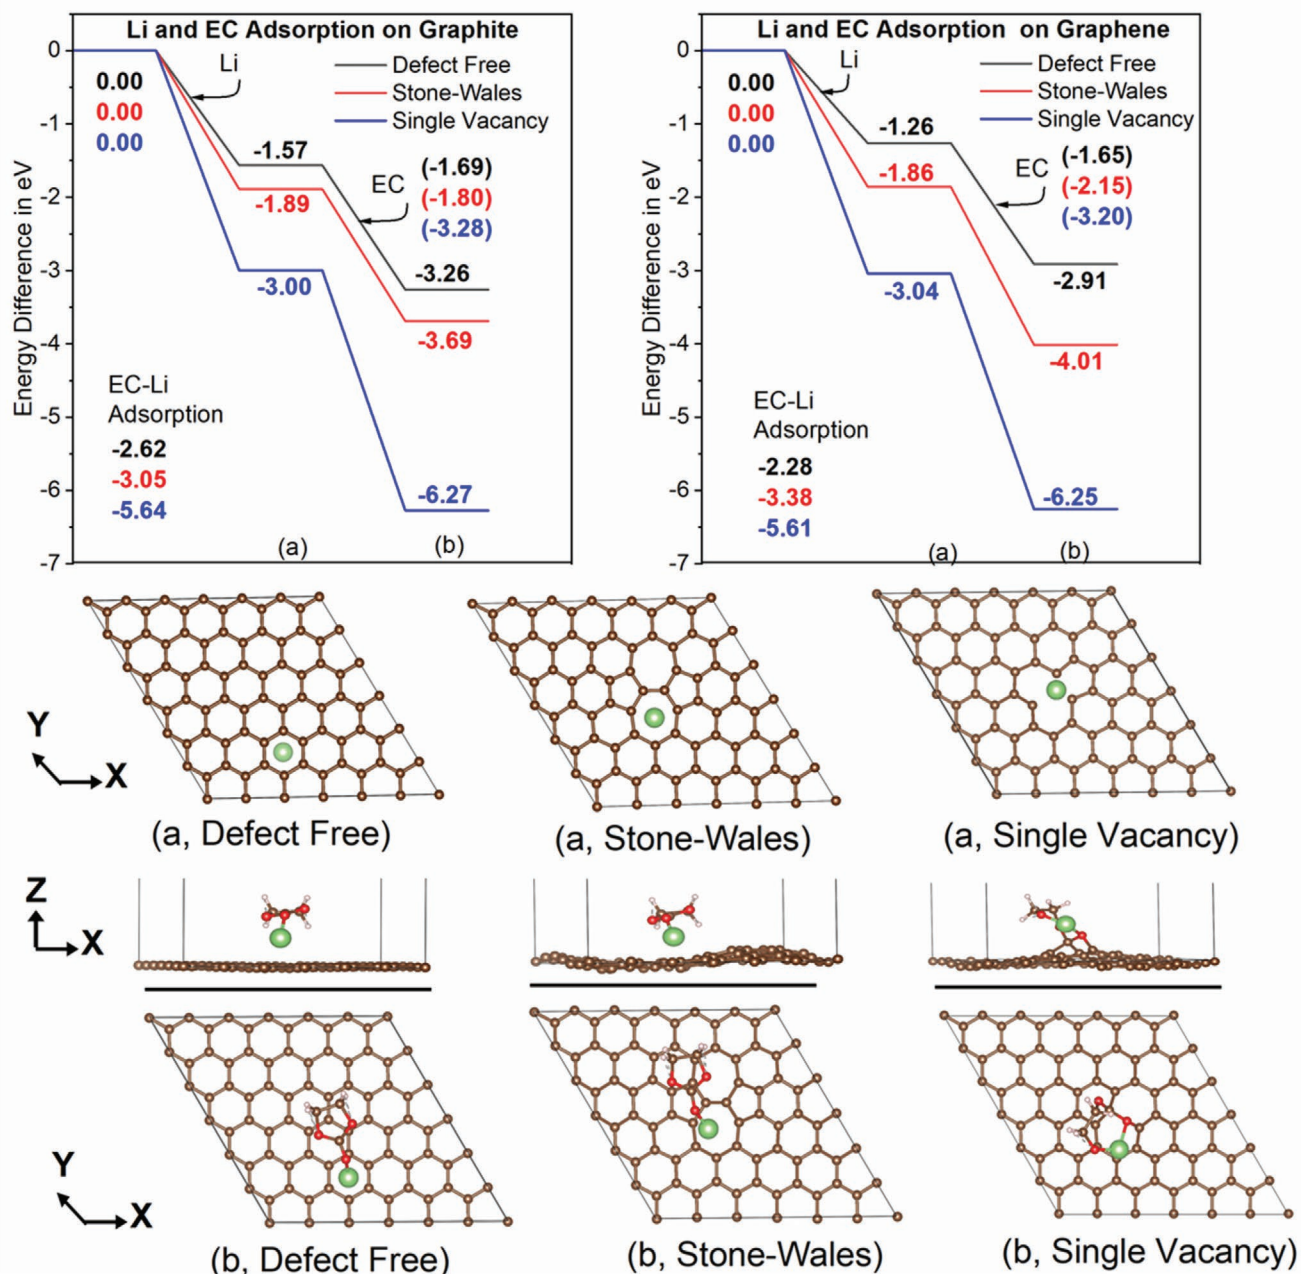 Li and EC Adsorption on Graphite
Li
Defect Free
Stone-Wales
Single Vacancy
0
-1
-2
-3
-4
-5
-6
-7
Energy Difference in eV
0.00
0.00
0.00
-1.57
-1.89
-3.00
EC
(-1.69)
(-1.80)
(-3.28)
-3.26
-3.69
-6.27
EC-Li
Adsorption
-2.62
-3.05
-5.64
(a)
(b)
Li and EC Adsorption on Graphene
Li
Defect Free
Stone-Wales
Single Vacancy
0
-1
-2
-3
-4
-5
-6
-7
Energy Difference in eV
0.00
0.00
0.00
-1.26
-1.86
-3.04
EC
(-1.65)
(-2.15)
(-3.20)
-2.91
-4.01
-6.25
EC-Li
Adsorption
-2.28
-3.38
-5.61
(a)
(b)
Y
X
(a, Defect Free)
(a, Stone-Wales)
(a, Single Vacancy)
Z
X
Y
X
(b, Defect Free)
(b, Stone-Wales)
(b, Single Vacancy)